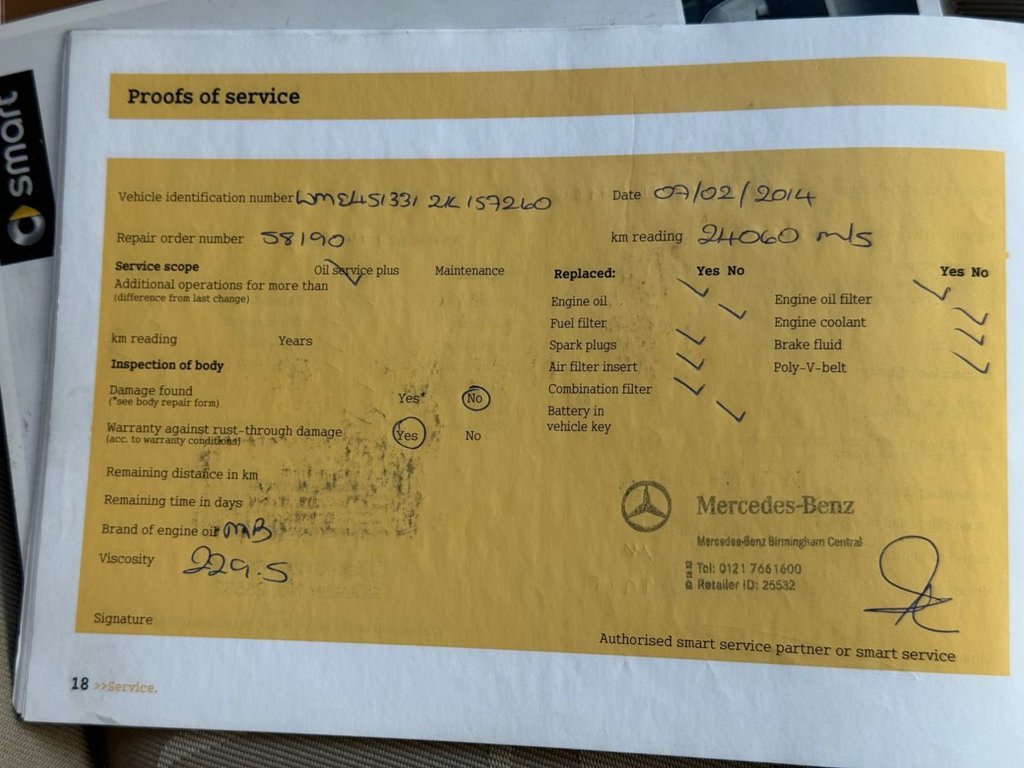 smart
Proofs of service
Vehicle identification number WME4513312K157260
Date 07/02/2014
Repair order number 58190
km reading 24060 mls
Service scope
Oil service plus
Maintenance
Additional operations for more than
(difference from last change)
km reading
Years
Inspection of body
Damage found
Yes*
No
(*see body repair form)
Warranty against rust-through damage
Yes
No
(acc. to warranty conditions)
Remaining distance in km
Remaining time in days
Brand of engine oil MB
Viscosity 229.5
Signature
Replaced:
Yes No
Yes No
Engine oil
Engine oil filter
Fuel filter
Engine coolant
Spark plugs
Brake fluid
Air filter insert
Poly-V-belt
Combination filter
Battery in
vehicle key
Mercedes-Benz
Mercedes-Benz Birmingham Central
Tel: 0121 7661600
Retailer ID: 25532
Authorised smart service partner or smart service
18 >>Service.